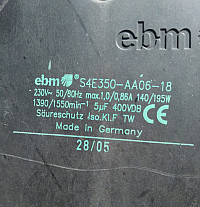 ebm
ebm S4E350-AA06-18
230V~ 50/60Hz max.1,0/0,86A 140/195W
1390/1550min⁻¹ 5µF 400VDB
Säureschutz Iso.Kl.F TW CE
Made in Germany
28/05